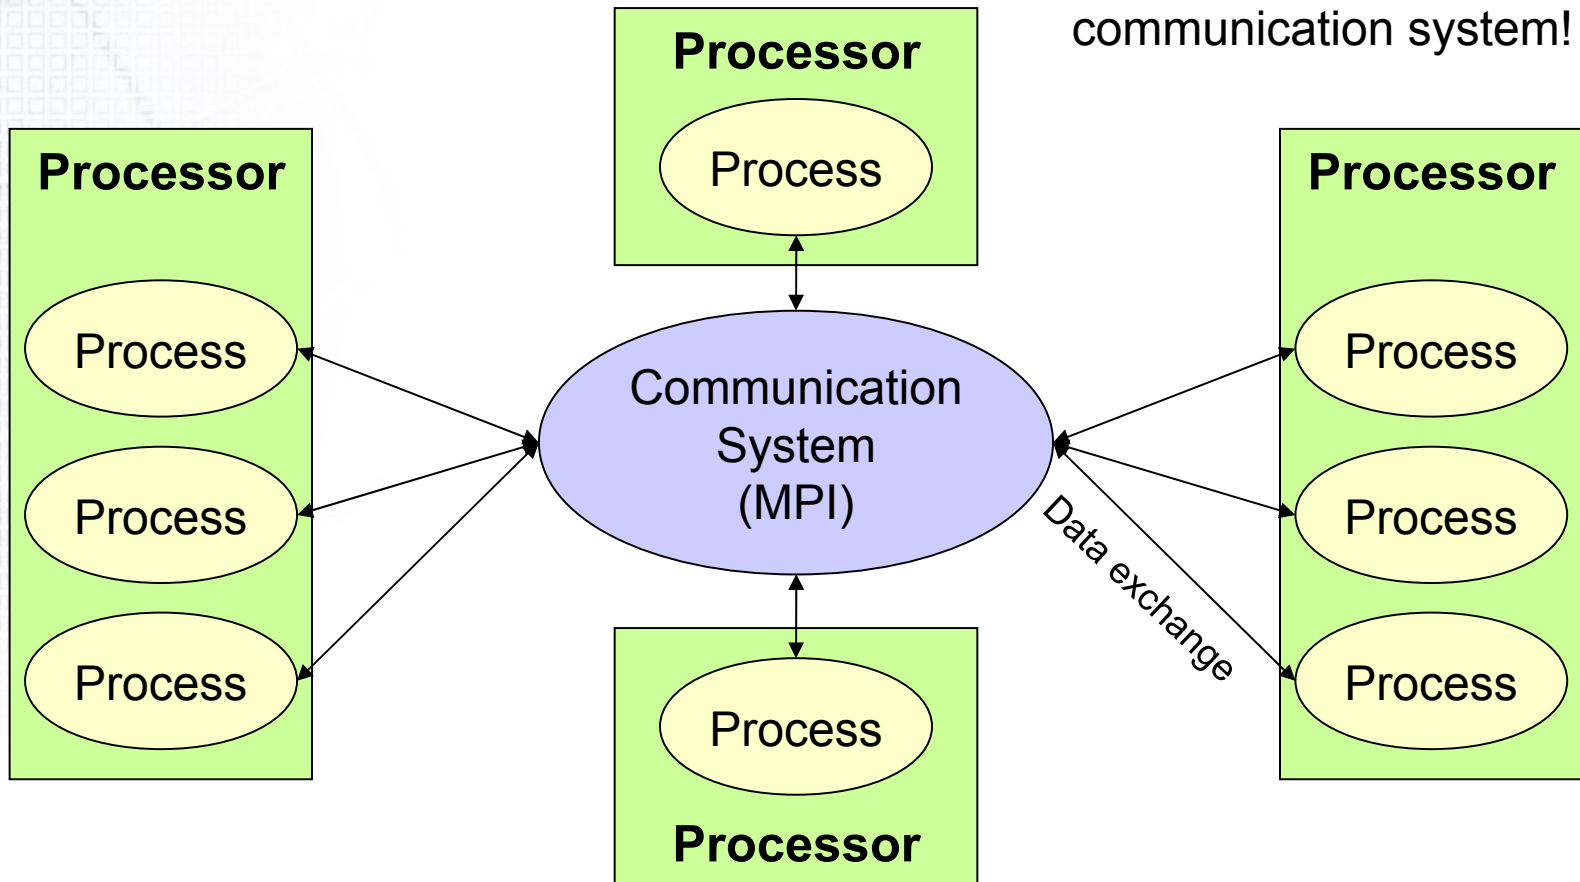 communication system!
Processor
Process
Processor
Process
Process
Process
Communication
System
(MPI)
Data exchange
Processor
Process
Process
Process
Process
Processor